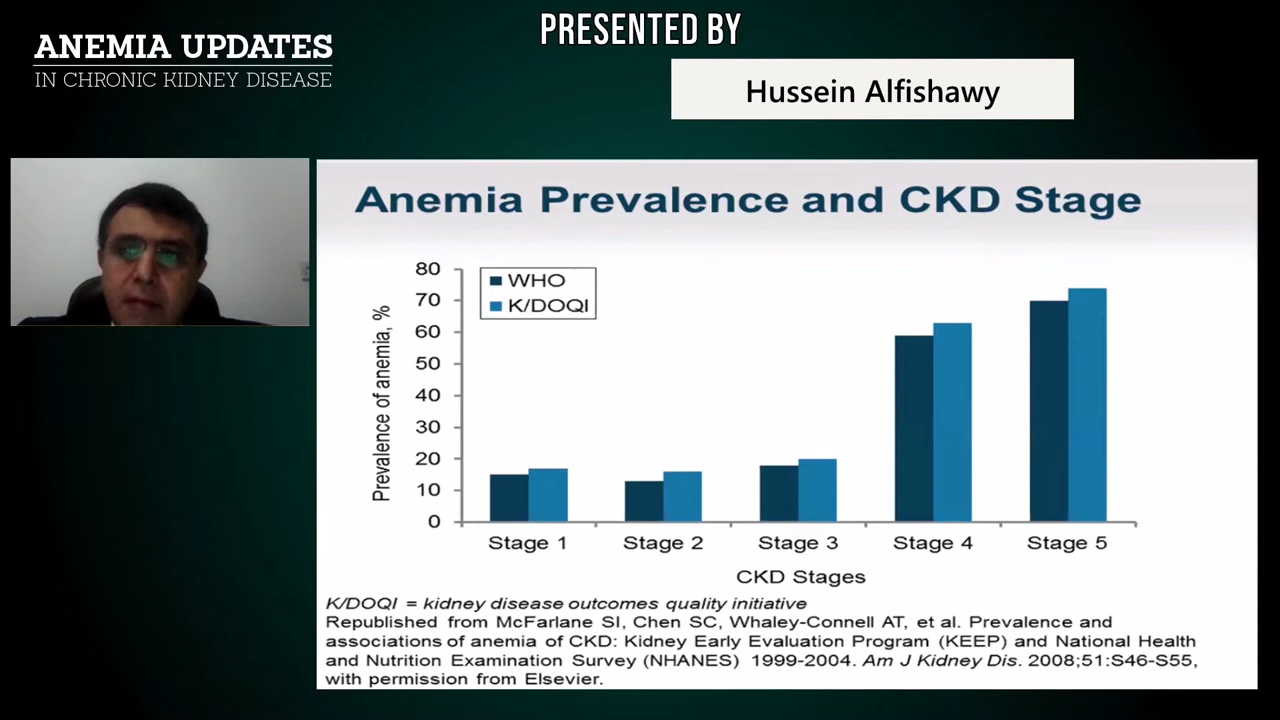 PRESENTED BY
ANEMIA UPDATES
IN CHRONIC KIDNEY DISEASE
Hussein Alfishawy
Anemia Prevalence and CKD Stage
WHO
K/DOQI
Prevalence of anemia, %
80
70
60
50
40
30
20
10
0
Stage 1 Stage 2 Stage 3 Stage 4 Stage 5
CKD Stages
K/DOQI = kidney disease outcomes quality initiative
Republished from McFarlane SI, Chen SC, Whaley-Connell AT, et al. Prevalence and
associations of anemia of CKD: Kidney Early Evaluation Program (KEEP) and National Health
and Nutrition Examination Survey (NHANES) 1999-2004. Am J Kidney Dis. 2008;51:S46-S55,
with permission from Elsevier.